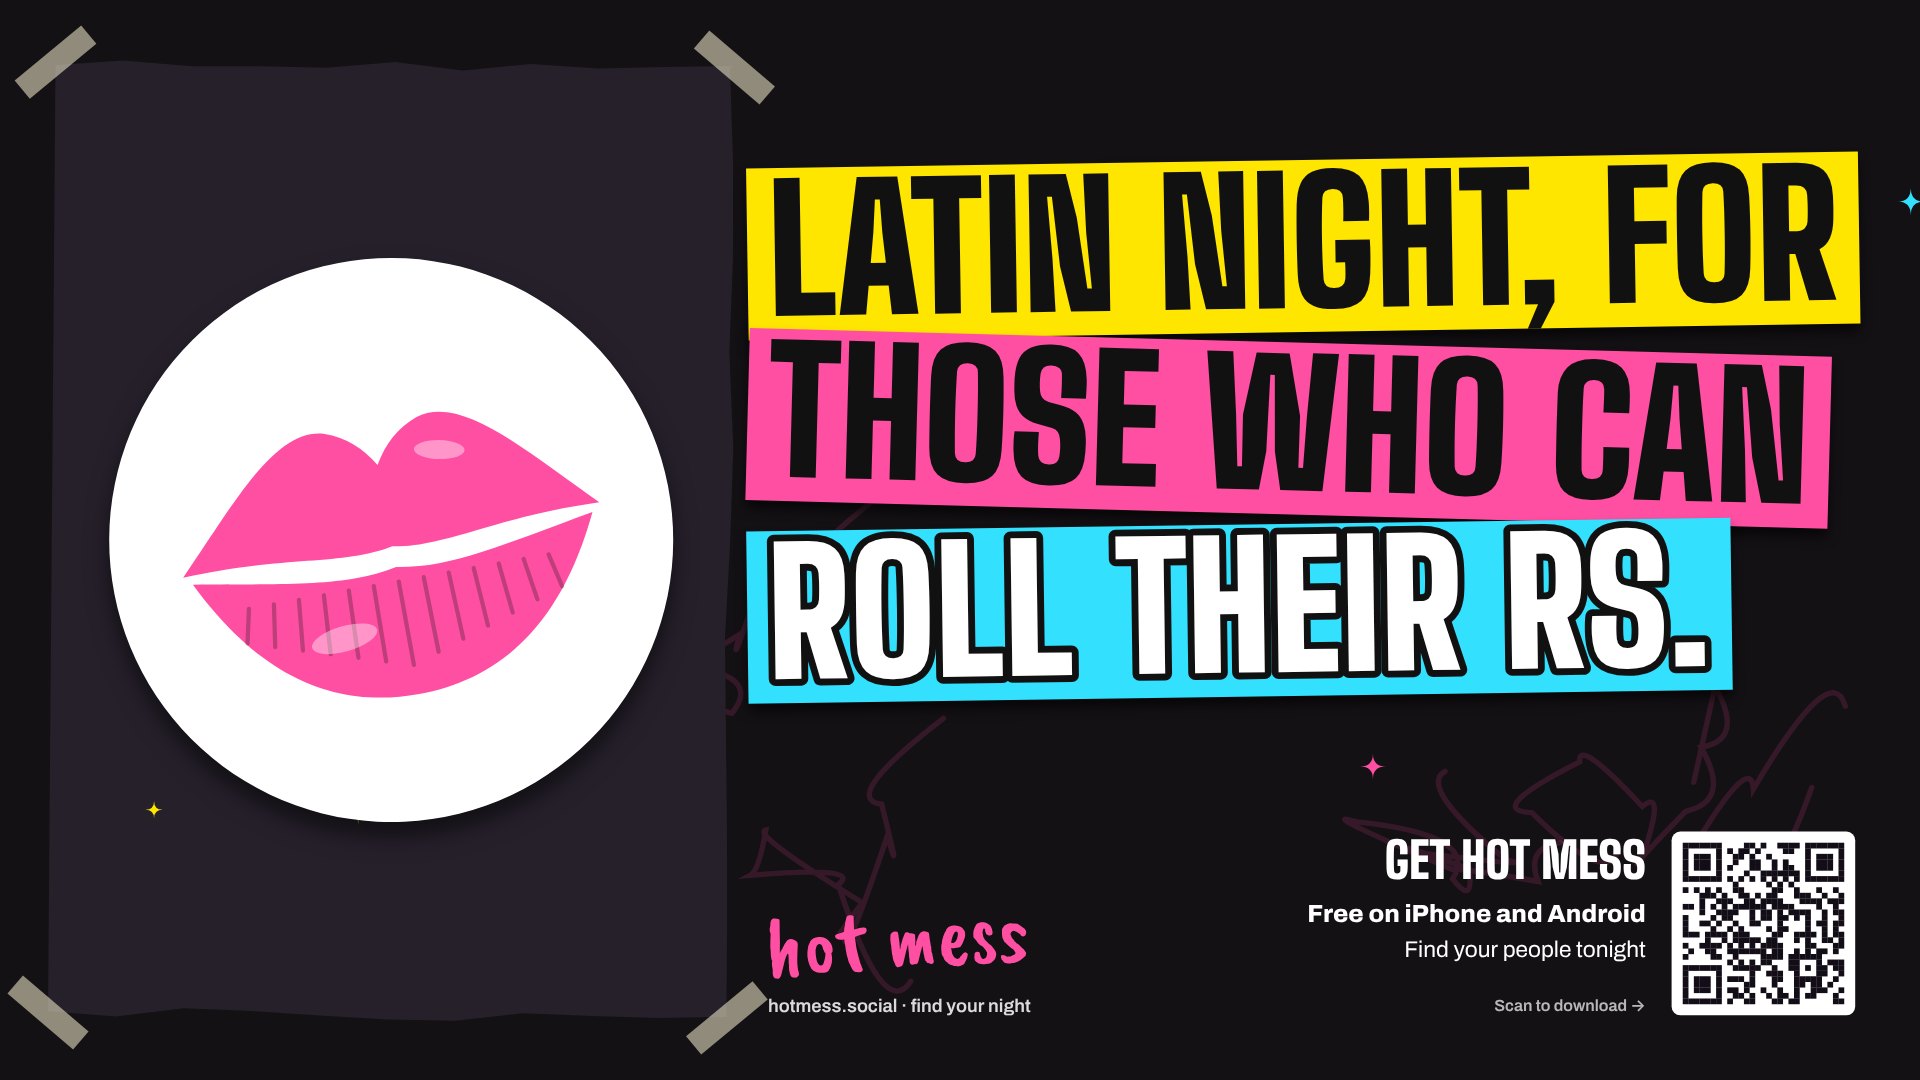 LATIN NIGHT, FOR
THOSE WHO CAN
ROLL THEIR RS.
hot mess
hotmess.social · find your night
GET HOT MESS
Free on iPhone and Android
Find your people tonight
Scan to download →